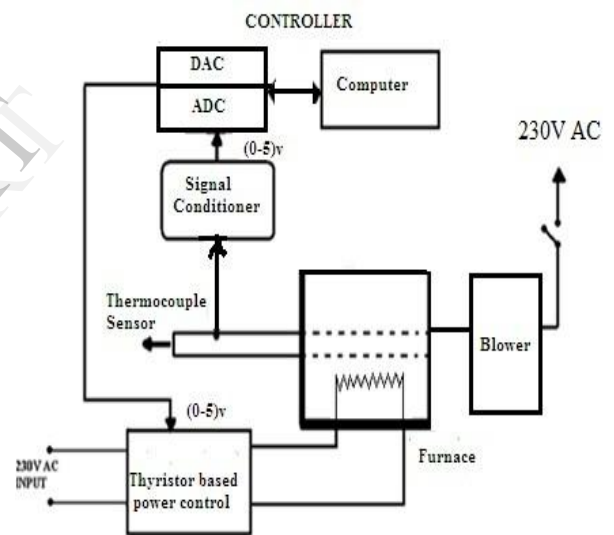 CONTROLLER
DAC
ADC
Computer
230V AC
(0-5)v
Signal
Conditioner
Thermocouple
Sensor
Blower
(0-5)v
Furnace
230V AC
INPUT
Thyristor based
power control